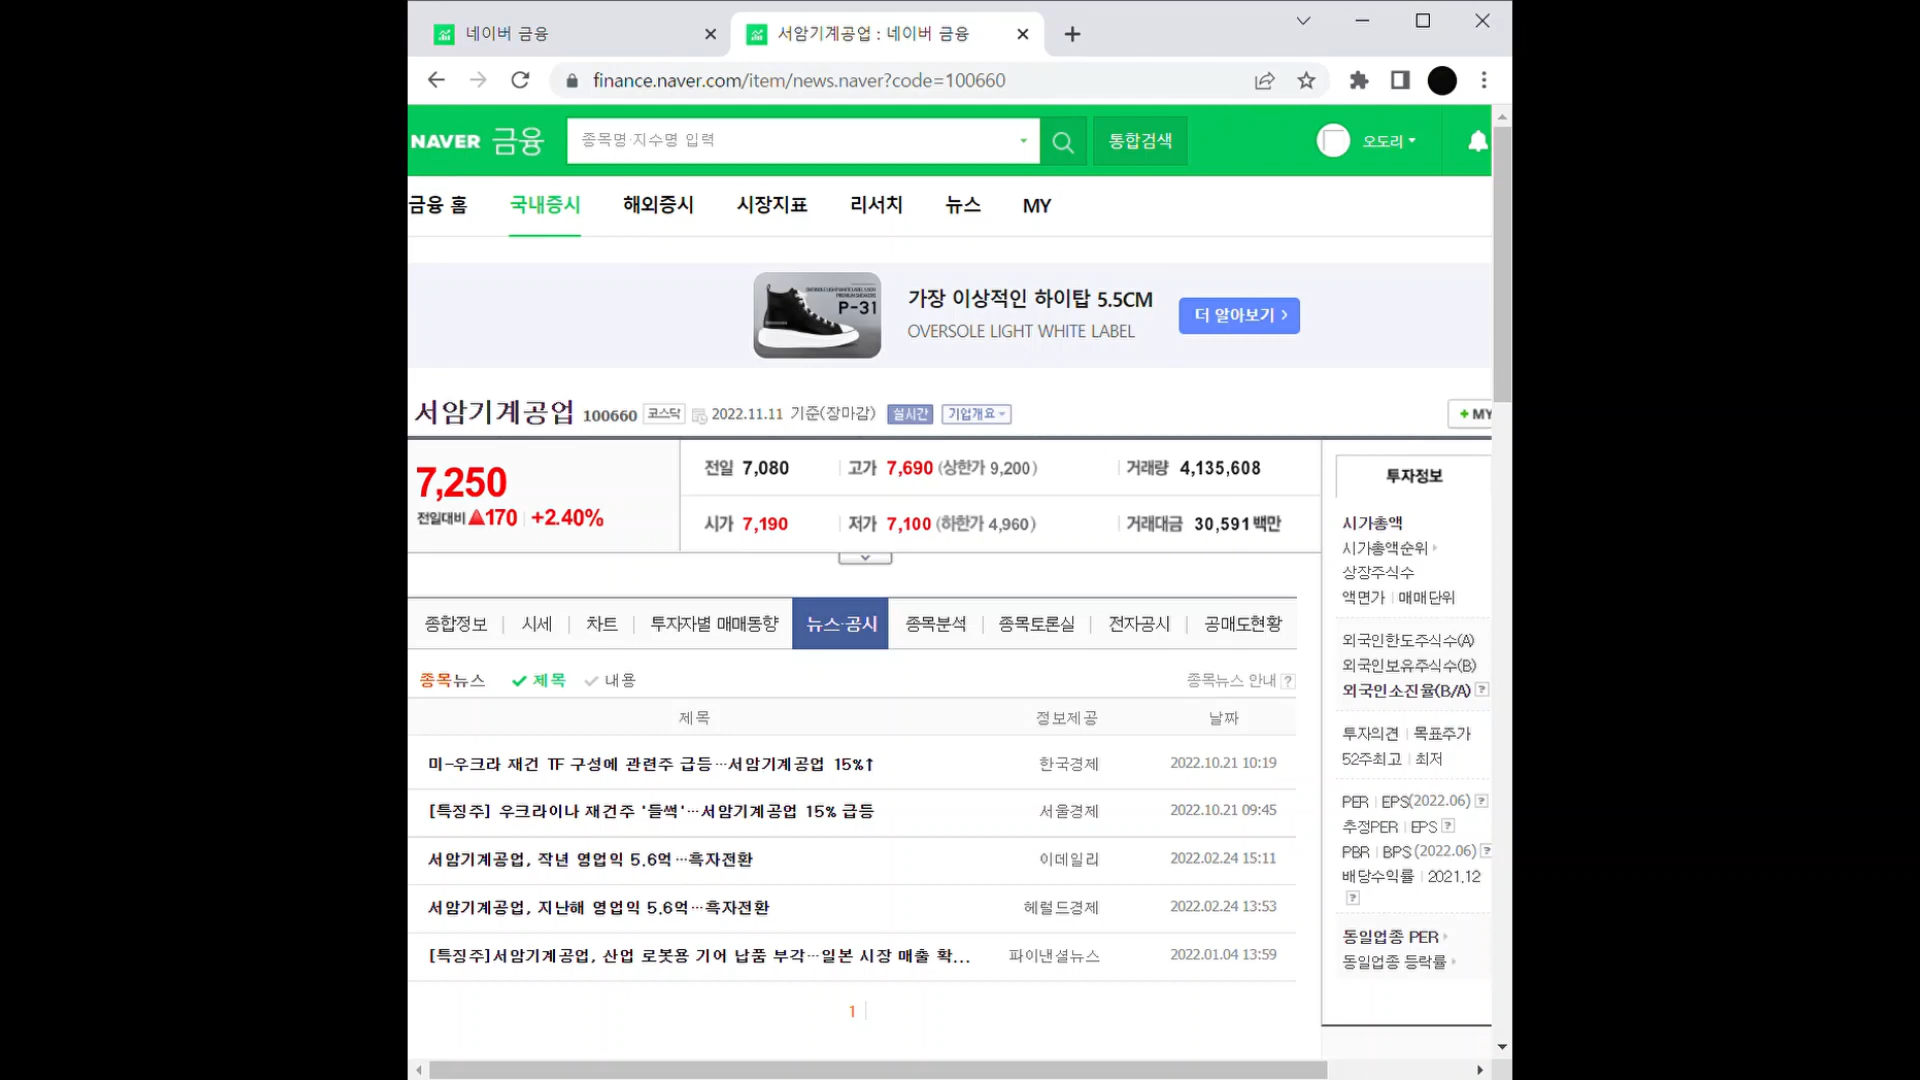 네이버 금융
서암기계공업 : 네이버 금융
finance.naver.com/item/news.naver?code=100660
NAVER 금융
종목명·지수명 입력
통합검색
오도리
금융 홈 국내증시 해외증시 시장지표 리서치 뉴스 MY
P-31
가장 이상적인 하이탑 5.5CM
OVERSOLE LIGHT WHITE LABEL
더 알아보기
서암기계공업 100660 코스닥 2022.11.11 기준(장마감) 실시간 기업개요
+ MY
7,250
전일대비 ▲170 +2.40%
전일 7,080 고가 7,690 (상한가 9,200) 거래량 4,135,608
시가 7,190 저가 7,100 (하한가 4,960) 거래대금 30,591 백만
종합정보 시세 차트 투자자별 매매동향 뉴스·공시 종목분석 종목토론실 전자공시 공매도현황
종목뉴스 제목 내용 종목뉴스 안내 ?
제목 정보제공 날짜
미-우크라 재건 TF 구성에 관련주 급등…서암기계공업 15%↑ 한국경제 2022.10.21 10:19
[특징주] 우크라이나 재건주 '들썩'…서암기계공업 15% 급등 서울경제 2022.10.21 09:45
서암기계공업, 작년 영업익 5.6억…흑자전환 이데일리 2022.02.24 15:11
서암기계공업, 지난해 영업익 5.6억…흑자전환 헤럴드경제 2022.02.24 13:53
[특징주]서암기계공업, 산업 로봇용 기어 납품 부각…일본 시장 매출 확... 파이낸셜뉴스 2022.01.04 13:59
1
투자정보
시가총액
시가총액순위
상장주식수
액면가 매매단위
외국인한도주식수(A)
외국인보유주식수(B)
외국인소진율(B/A) ?
투자의견 목표주가
52주최고 최저
PER EPS(2022.06) ?
추정PER EPS ?
PBR BPS(2022.06) ?
배당수익률 2021.12
?
동일업종 PER
동일업종 등락률